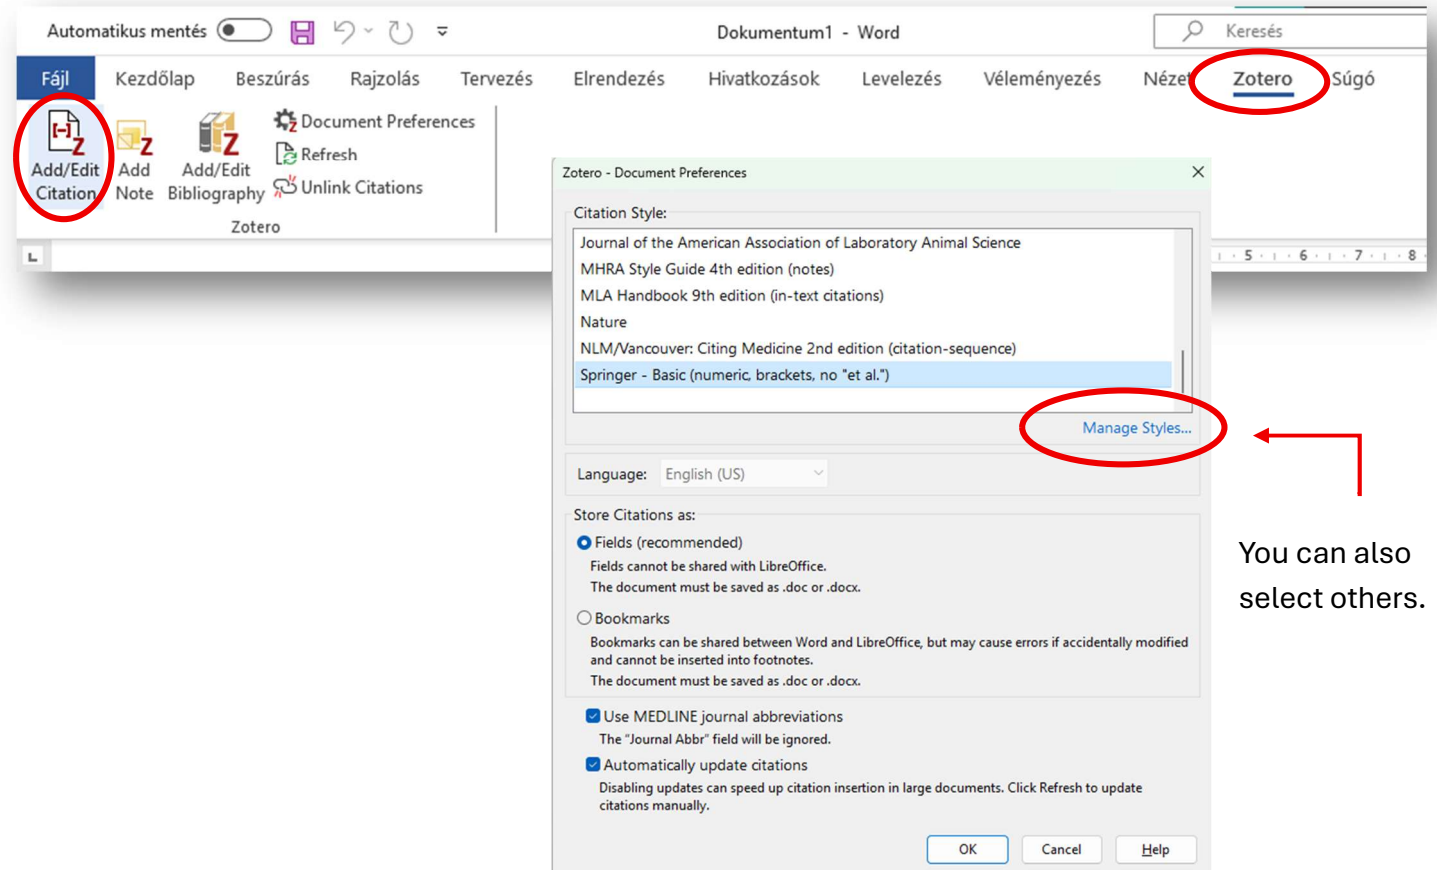 Automatikus mentés
Dokumentum1 - Word
Keresés
Fájl Kezdőlap Beszúrás Rajzolás Tervezés Elrendezés Hivatkozások Levelezés Véleményezés Nézet Zotero Súgó
Add/Edit Citation
Add Note
Add/Edit Bibliography
Document Preferences
Refresh
Unlink Citations
Zotero
5 6 7 8
Zotero - Document Preferences
Citation Style:
Journal of the American Association of Laboratory Animal Science
MHRA Style Guide 4th edition (notes)
MLA Handbook 9th edition (in-text citations)
Nature
NLM/Vancouver: Citing Medicine 2nd edition (citation-sequence)
Springer - Basic (numeric, brackets, no "et al.")
Manage Styles...
Language: English (US)
Store Citations as:
Fields (recommended)
Fields cannot be shared with LibreOffice.
The document must be saved as .doc or .docx.
Bookmarks
Bookmarks can be shared between Word and LibreOffice, but may cause errors if accidentally modified
and cannot be inserted into footnotes.
The document must be saved as .doc or .docx.
Use MEDLINE journal abbreviations
The "Journal Abbr" field will be ignored.
Automatically update citations
Disabling updates can speed up citation insertion in large documents. Click Refresh to update
citations manually.
OK Cancel Help
You can also
select others.